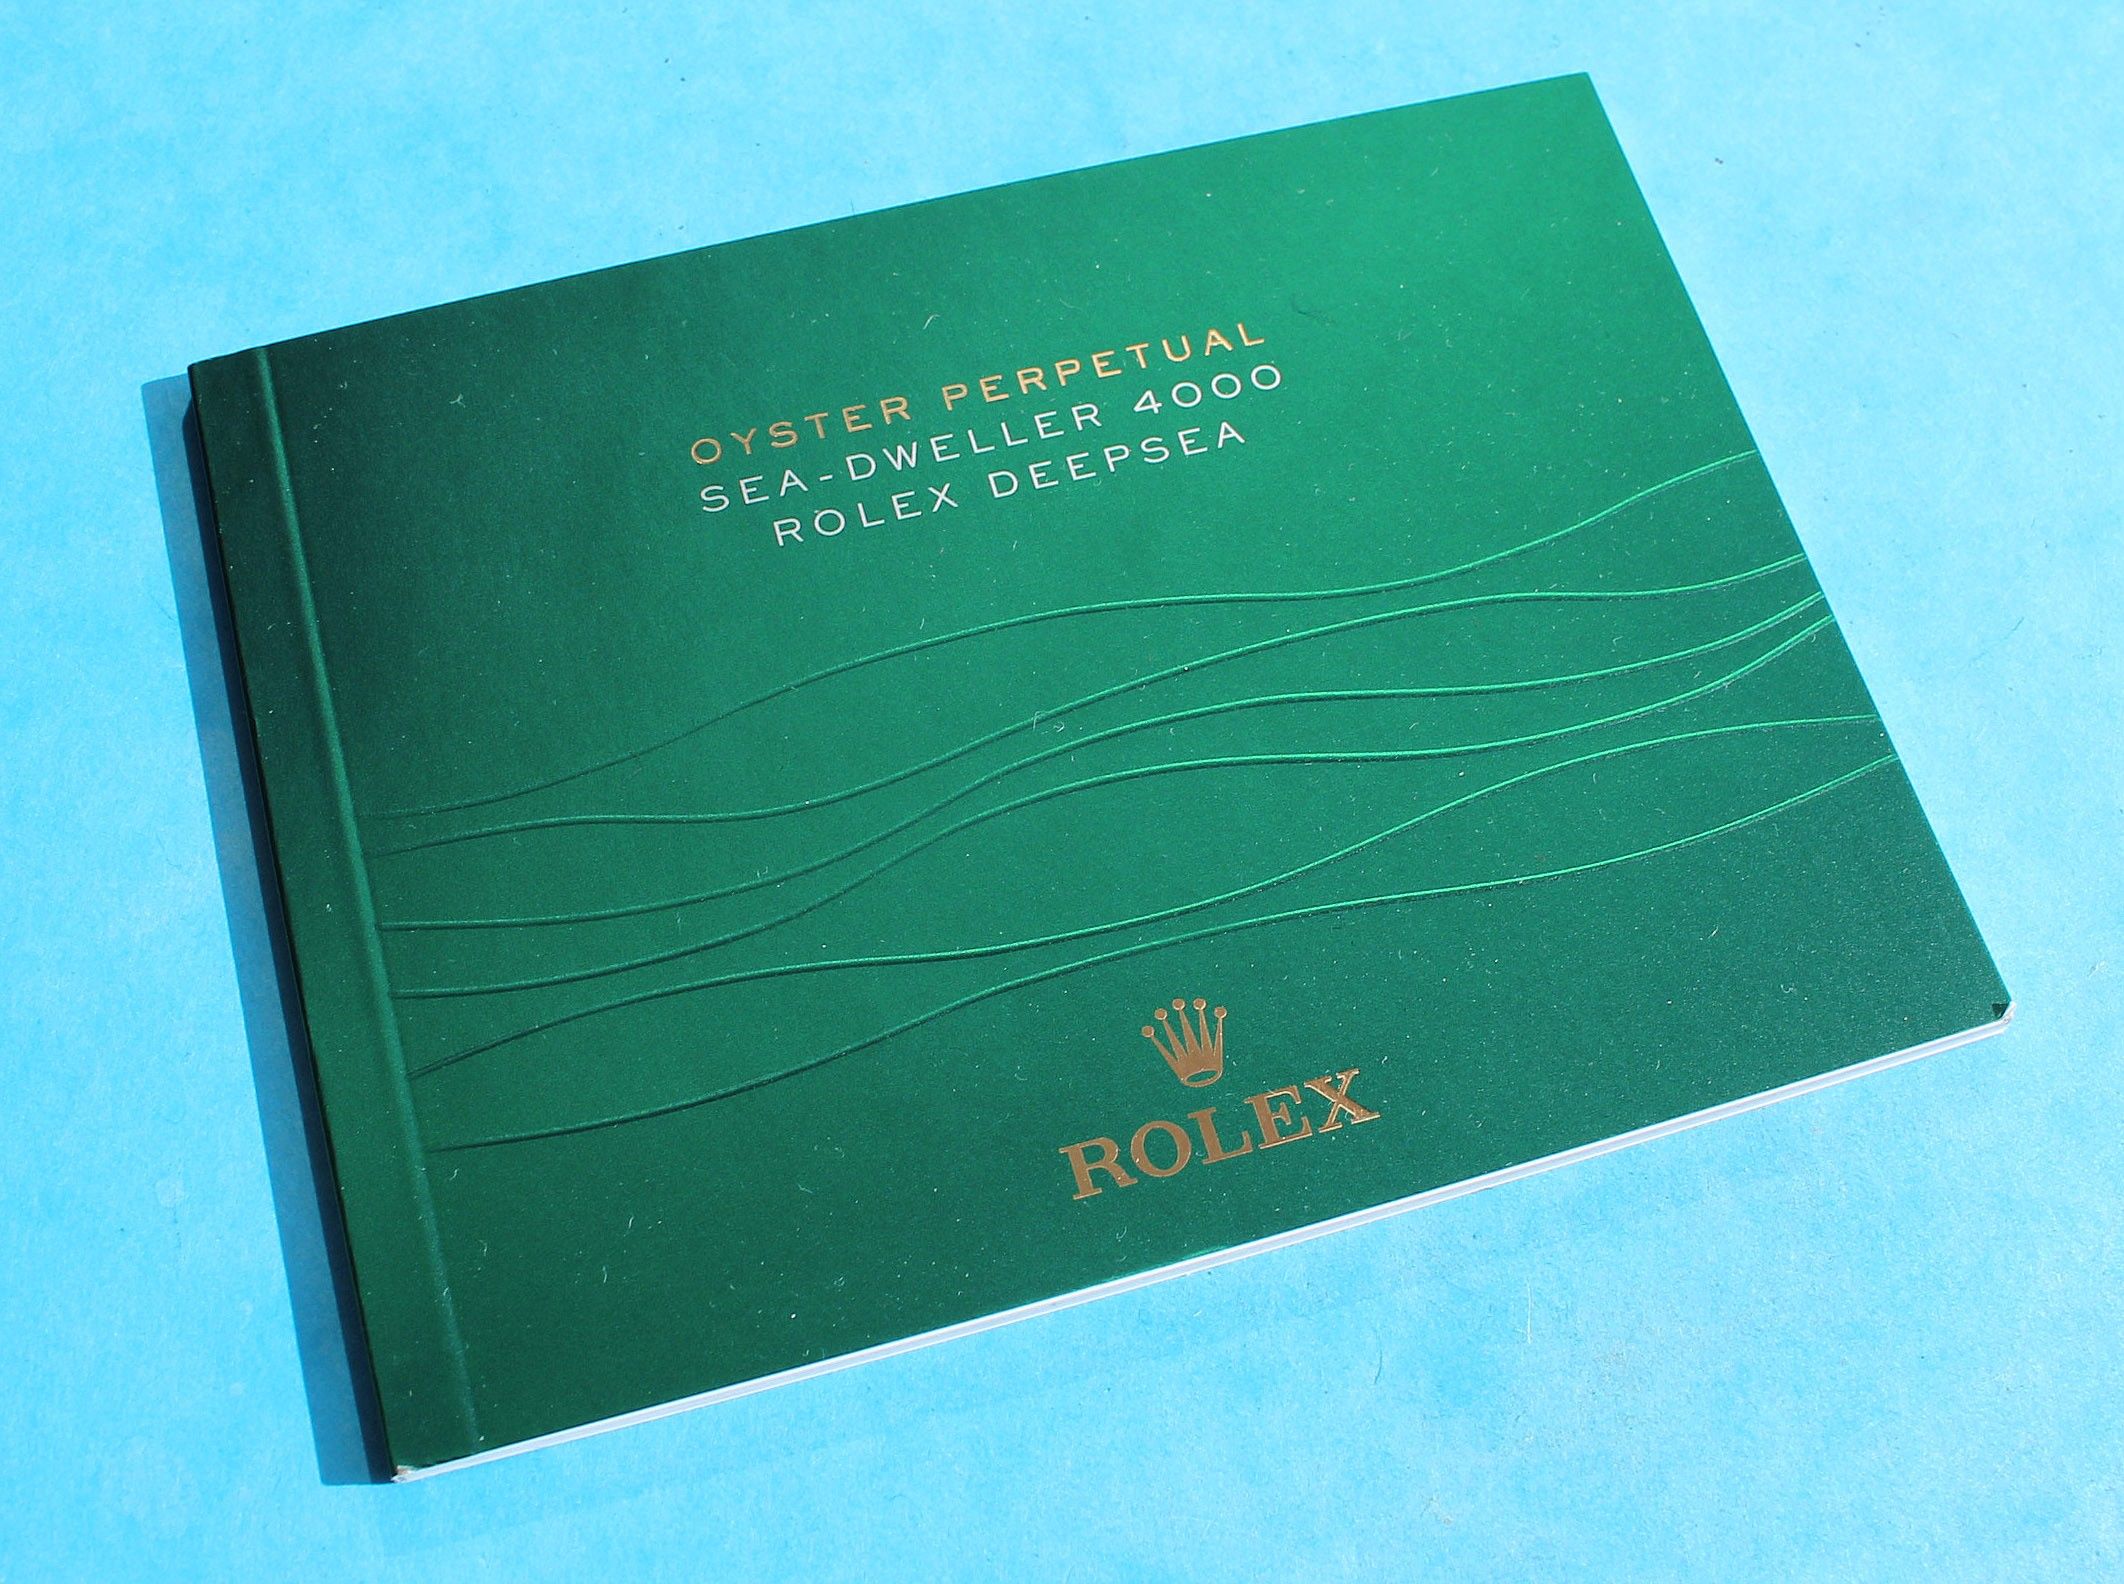 OYSTER PERPETUAL
SEA-DWELLER 4000
ROLEX DEEPSEA
ROLEX